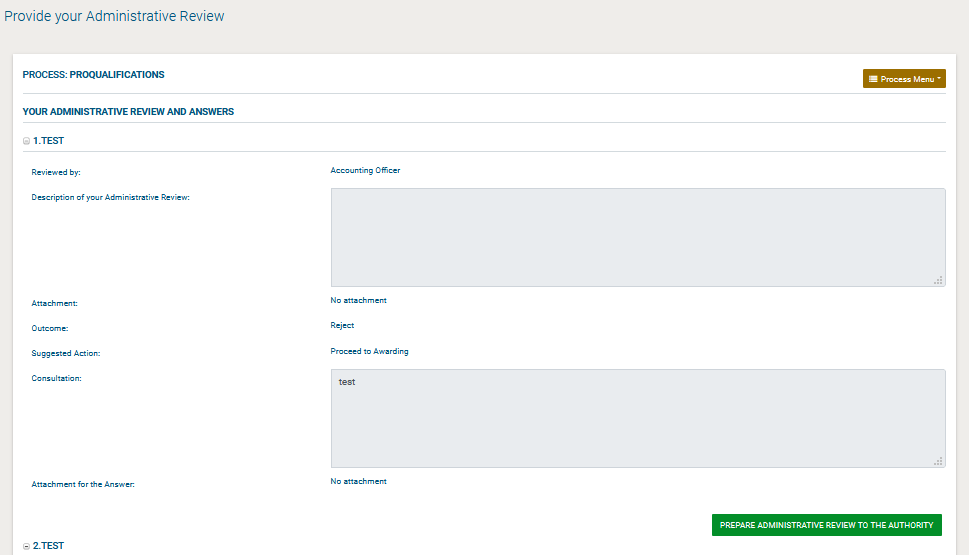 Provide your Administrative Review
PROCESS: PROQUALIFICATIONS
Process Menu
YOUR ADMINISTRATIVE REVIEW AND ANSWERS
1.TEST
Reviewed by:
Accounting Officer
Description of your Administrative Review:
Attachment:
No attachment
Outcome:
Reject
Suggested Action:
Proceed to Awarding
Consultation:
test
Attachment for the Answer:
No attachment
PREPARE ADMINISTRATIVE REVIEW TO THE AUTHORITY
2.TEST